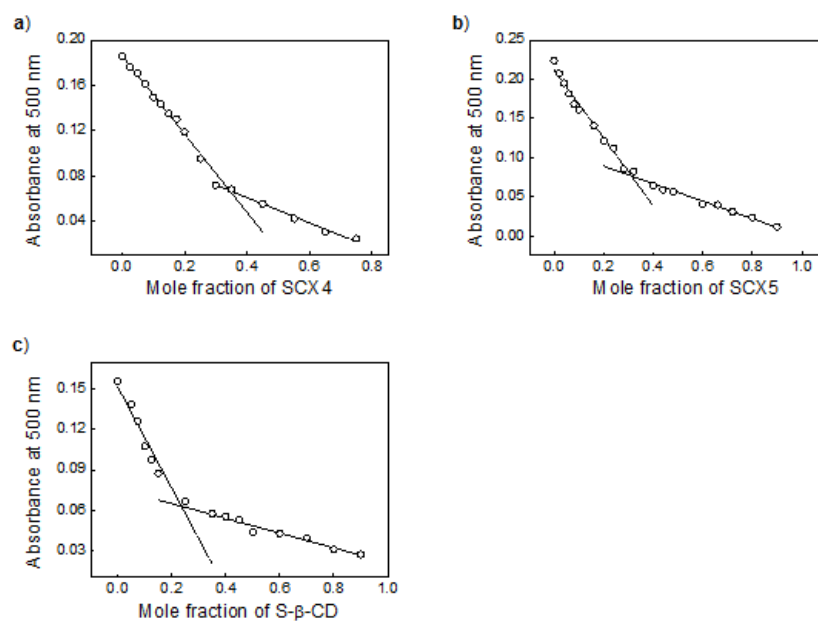 a)
Absorbance at 500 nm
0.20
0.16
0.12
0.08
0.04
0.0 0.2 0.4 0.6 0.8
Mole fraction of SCX4
b)
Absorbance at 500 nm
0.25
0.20
0.15
0.10
0.05
0.00
0.0 0.2 0.4 0.6 0.8 1.0
Mole fraction of SCX5
c)
Absorbance at 500 nm
0.15
0.12
0.09
0.06
0.03
0.0 0.2 0.4 0.6 0.8 1.0
Mole fraction of S-β-CD